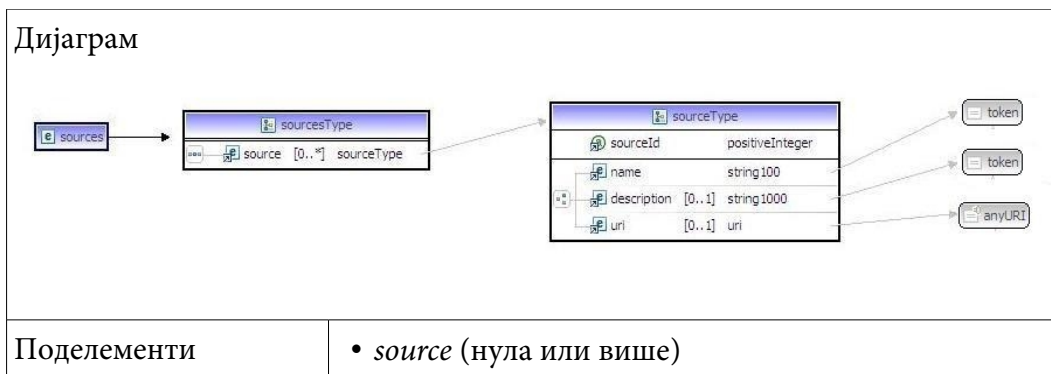 Дијаграм
sources
sourcesType
source [0..*] sourceType
sourceType
sourceId positiveInteger
name string100
description [0..1] string1000
uri [0..1] uri
token
token
anyURI
Поделементи
• source (нула или више)